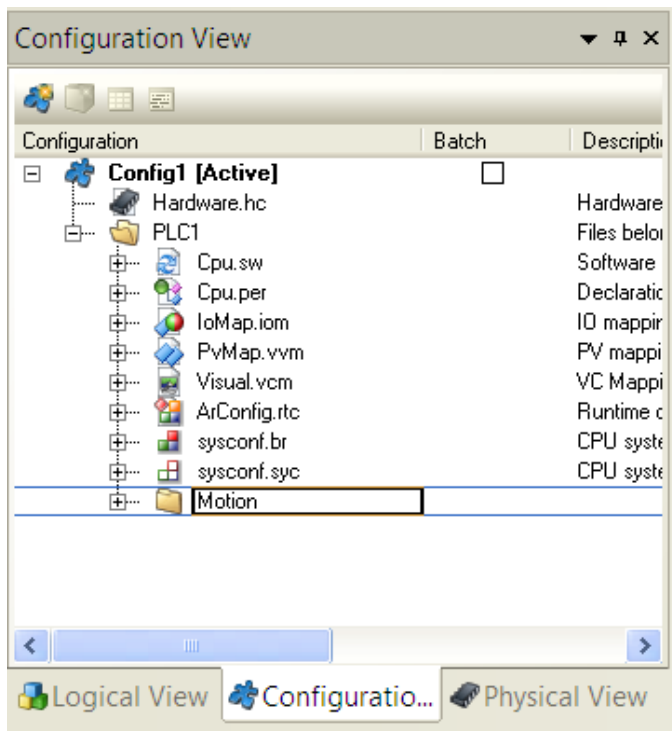 Configuration View
Configuration Batch Descripti
Config1 [Active]
Hardware.hc Hardware
PLC1 Files belon
Cpu.sw Software
Cpu.per Declaratio
IoMap.iom IO mappin
PvMap.vvm PV mappi
Visual.vcm VC Mappi
ArConfig.rtc Runtime c
sysconf.br CPU syste
sysconf.syc CPU syste
Motion
Logical View Configuratio... Physical View